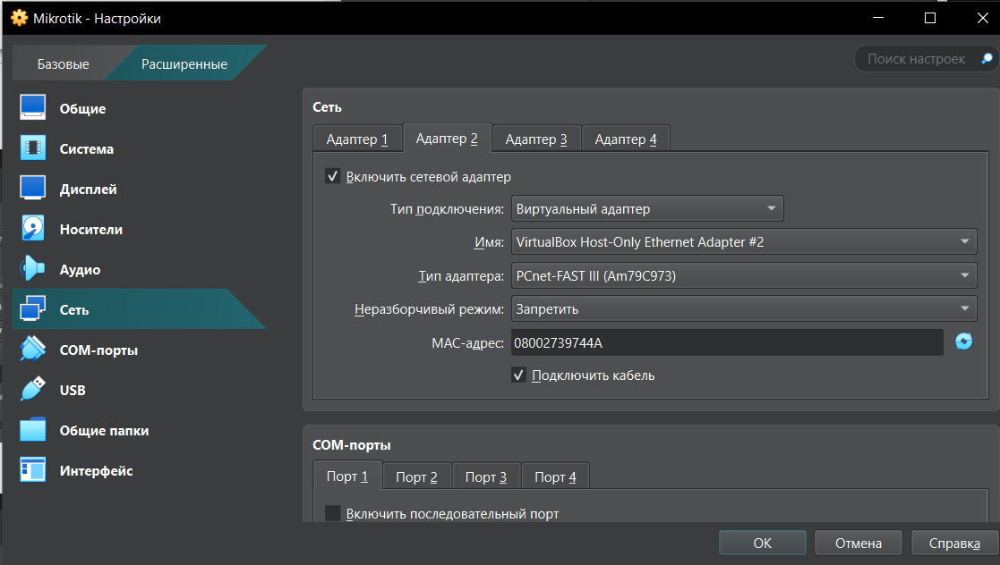 Mikrotik - Настройки
Базовые
Расширенные
Поиск настроек
Общие
Система
Дисплей
Носители
Аудио
Сеть
COM-порты
USB
Общие папки
Интерфейс
Сеть
Адаптер 1
Адаптер 2
Адаптер 3
Адаптер 4
Включить сетевой адаптер
Тип подключения: Виртуальный адаптер
Имя: VirtualBox Host-Only Ethernet Adapter #2
Тип адаптера: PCnet-FAST III (Am79C973)
Неразборчивый режим: Запретить
MAC-адрес: 08002739744A
Подключить кабель
COM-порты
Порт 1
Порт 2
Порт 3
Порт 4
Включить последовательный порт
OK
Отмена
Справка